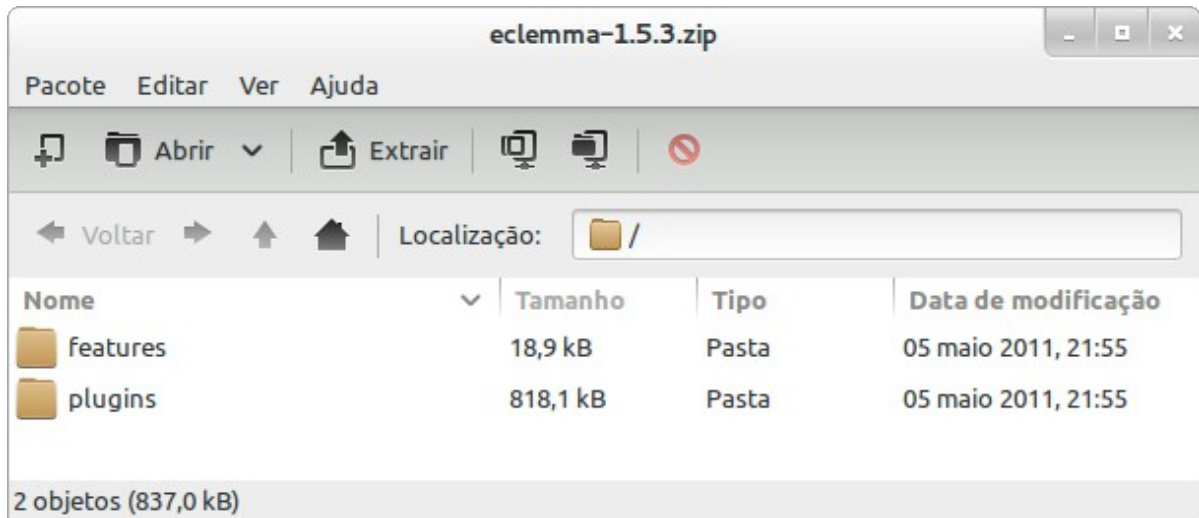 eclemma-1.5.3.zip
Pacote Editar Ver Ajuda
Abrir Extrair
Voltar Localização: /
Nome Tamanho Tipo Data de modificação
features 18,9 kB Pasta 05 maio 2011, 21:55
plugins 818,1 kB Pasta 05 maio 2011, 21:55
2 objetos (837,0 kB)